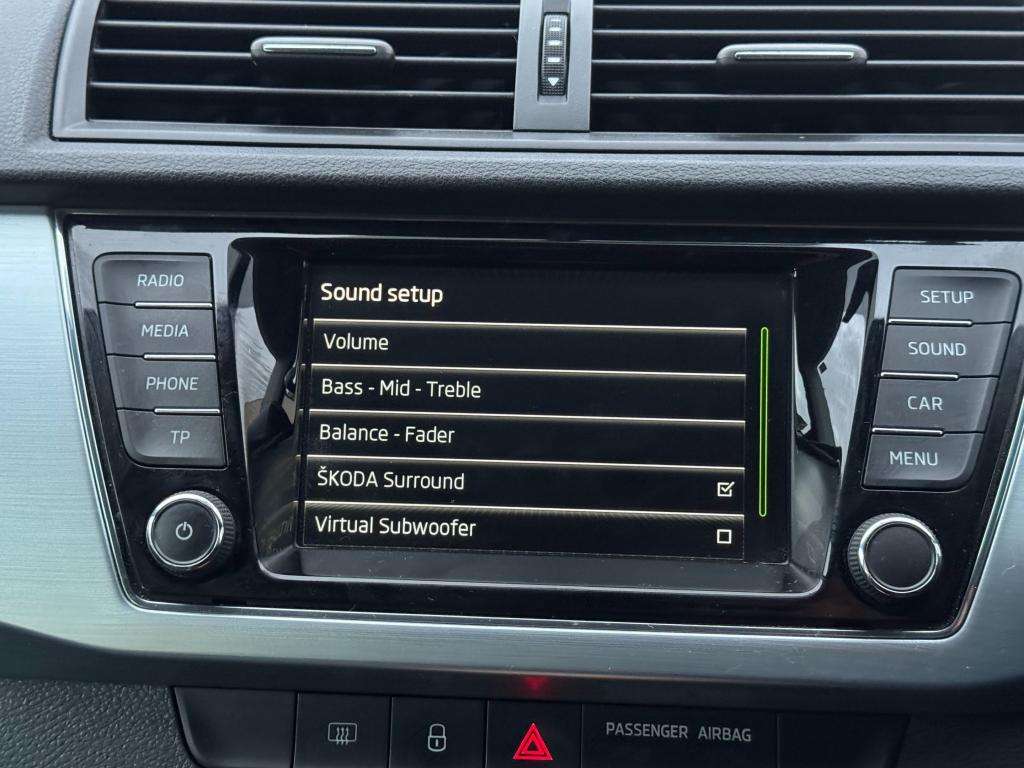 RADIO
MEDIA
PHONE
TP
Sound setup
Volume
Bass - Mid - Treble
Balance - Fader
ŠKODA Surround
Virtual Subwoofer
SETUP
SOUND
CAR
MENU
PASSENGER AIRBAG